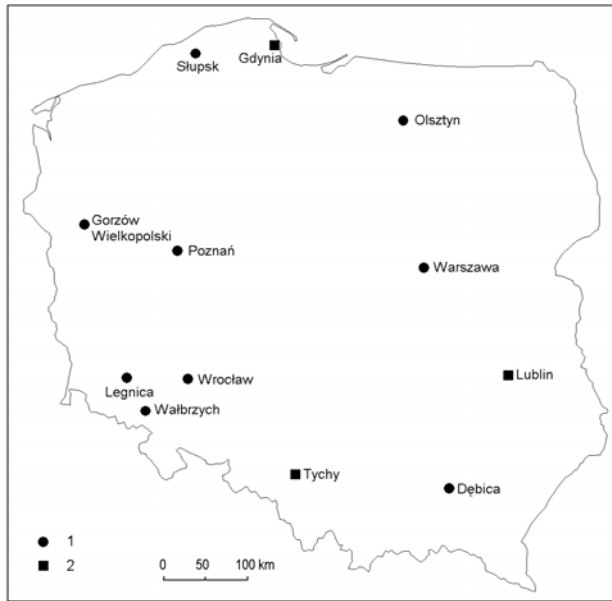 Gdynia
Słupsk
Olsztyn
Gorzów
Wielkopolski
Poznań
Warszawa
Lublin
Legnica
Wrocław
Wałbrzych
Tychy
Dębica
1
2
0 50 100 km